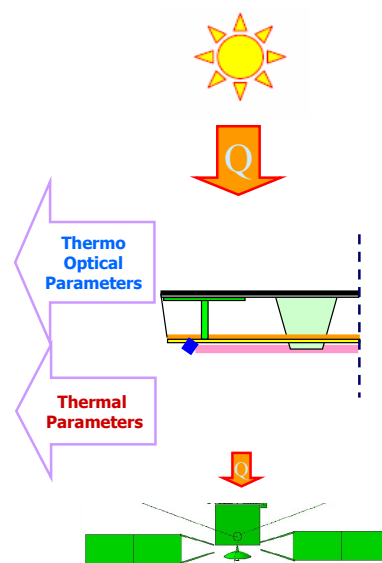 Q
Thermo
Optical
Parameters
Thermal
Parameters
Q